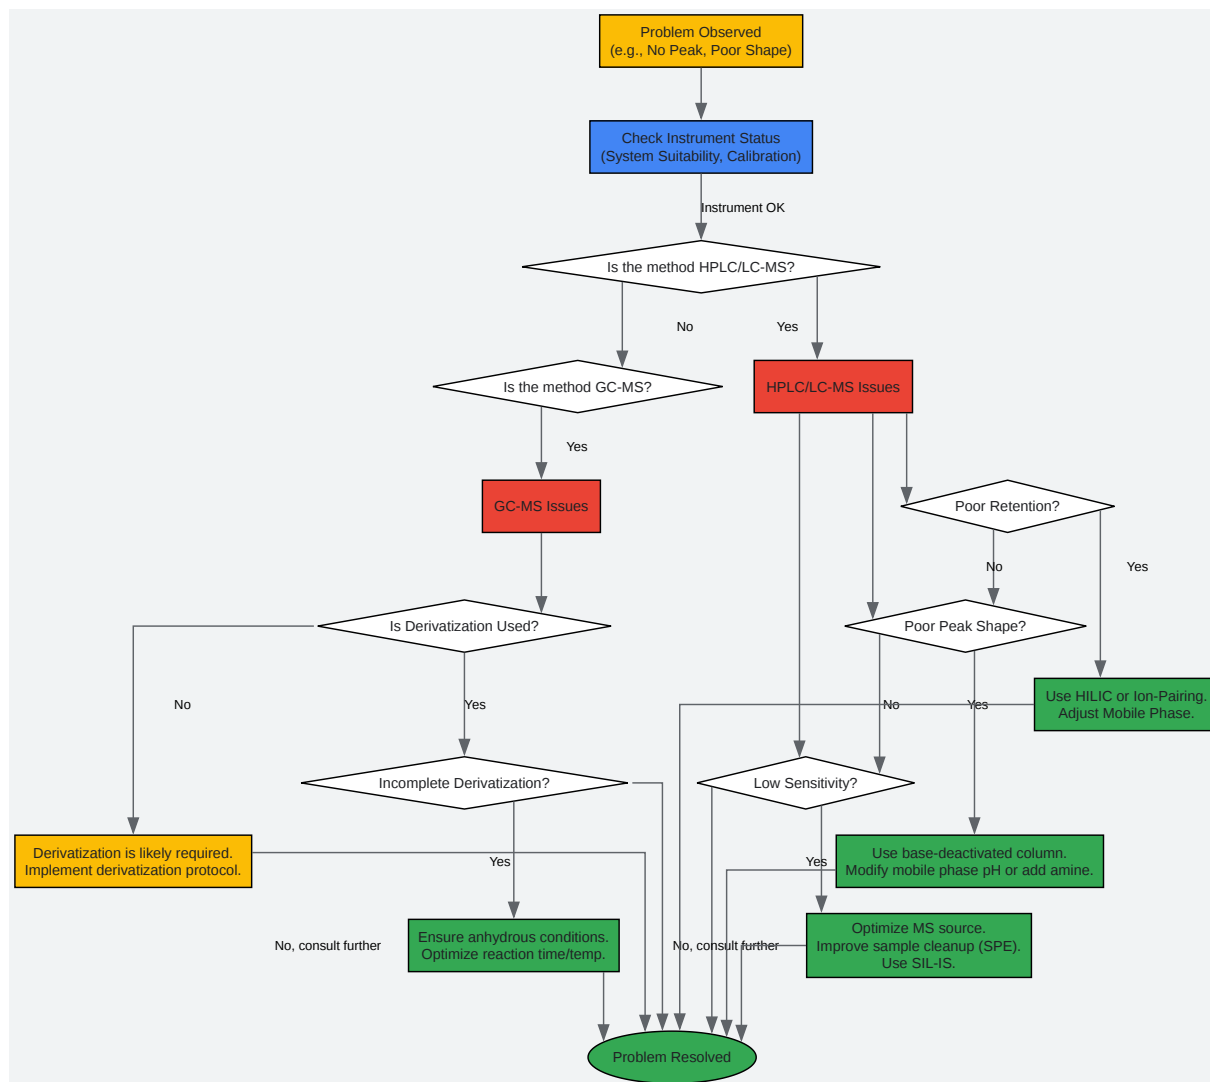 Problem Observed
(e.g., No Peak, Poor Shape)
Check Instrument Status
(System Suitability, Calibration)
Instrument OK
Is the method HPLC/LC-MS?
No
Yes
Is the method GC-MS?
HPLC/LC-MS Issues
Yes
GC-MS Issues
Poor Retention?
No
Yes
Is Derivatization Used?
Poor Peak Shape?
No
Yes
No
Yes
Use HILIC or Ion-Pairing.
Adjust Mobile Phase.
Incomplete Derivatization?
Low Sensitivity?
Derivatization is likely required.
Implement derivatization protocol.
Yes
Yes
Use base-deactivated column.
Modify mobile phase pH or add amine.
No, consult further
Ensure anhydrous conditions.
Optimize reaction time/temp.
No, consult further
Optimize MS source.
Improve sample cleanup (SPE).
Use SIL-IS.
Problem Resolved